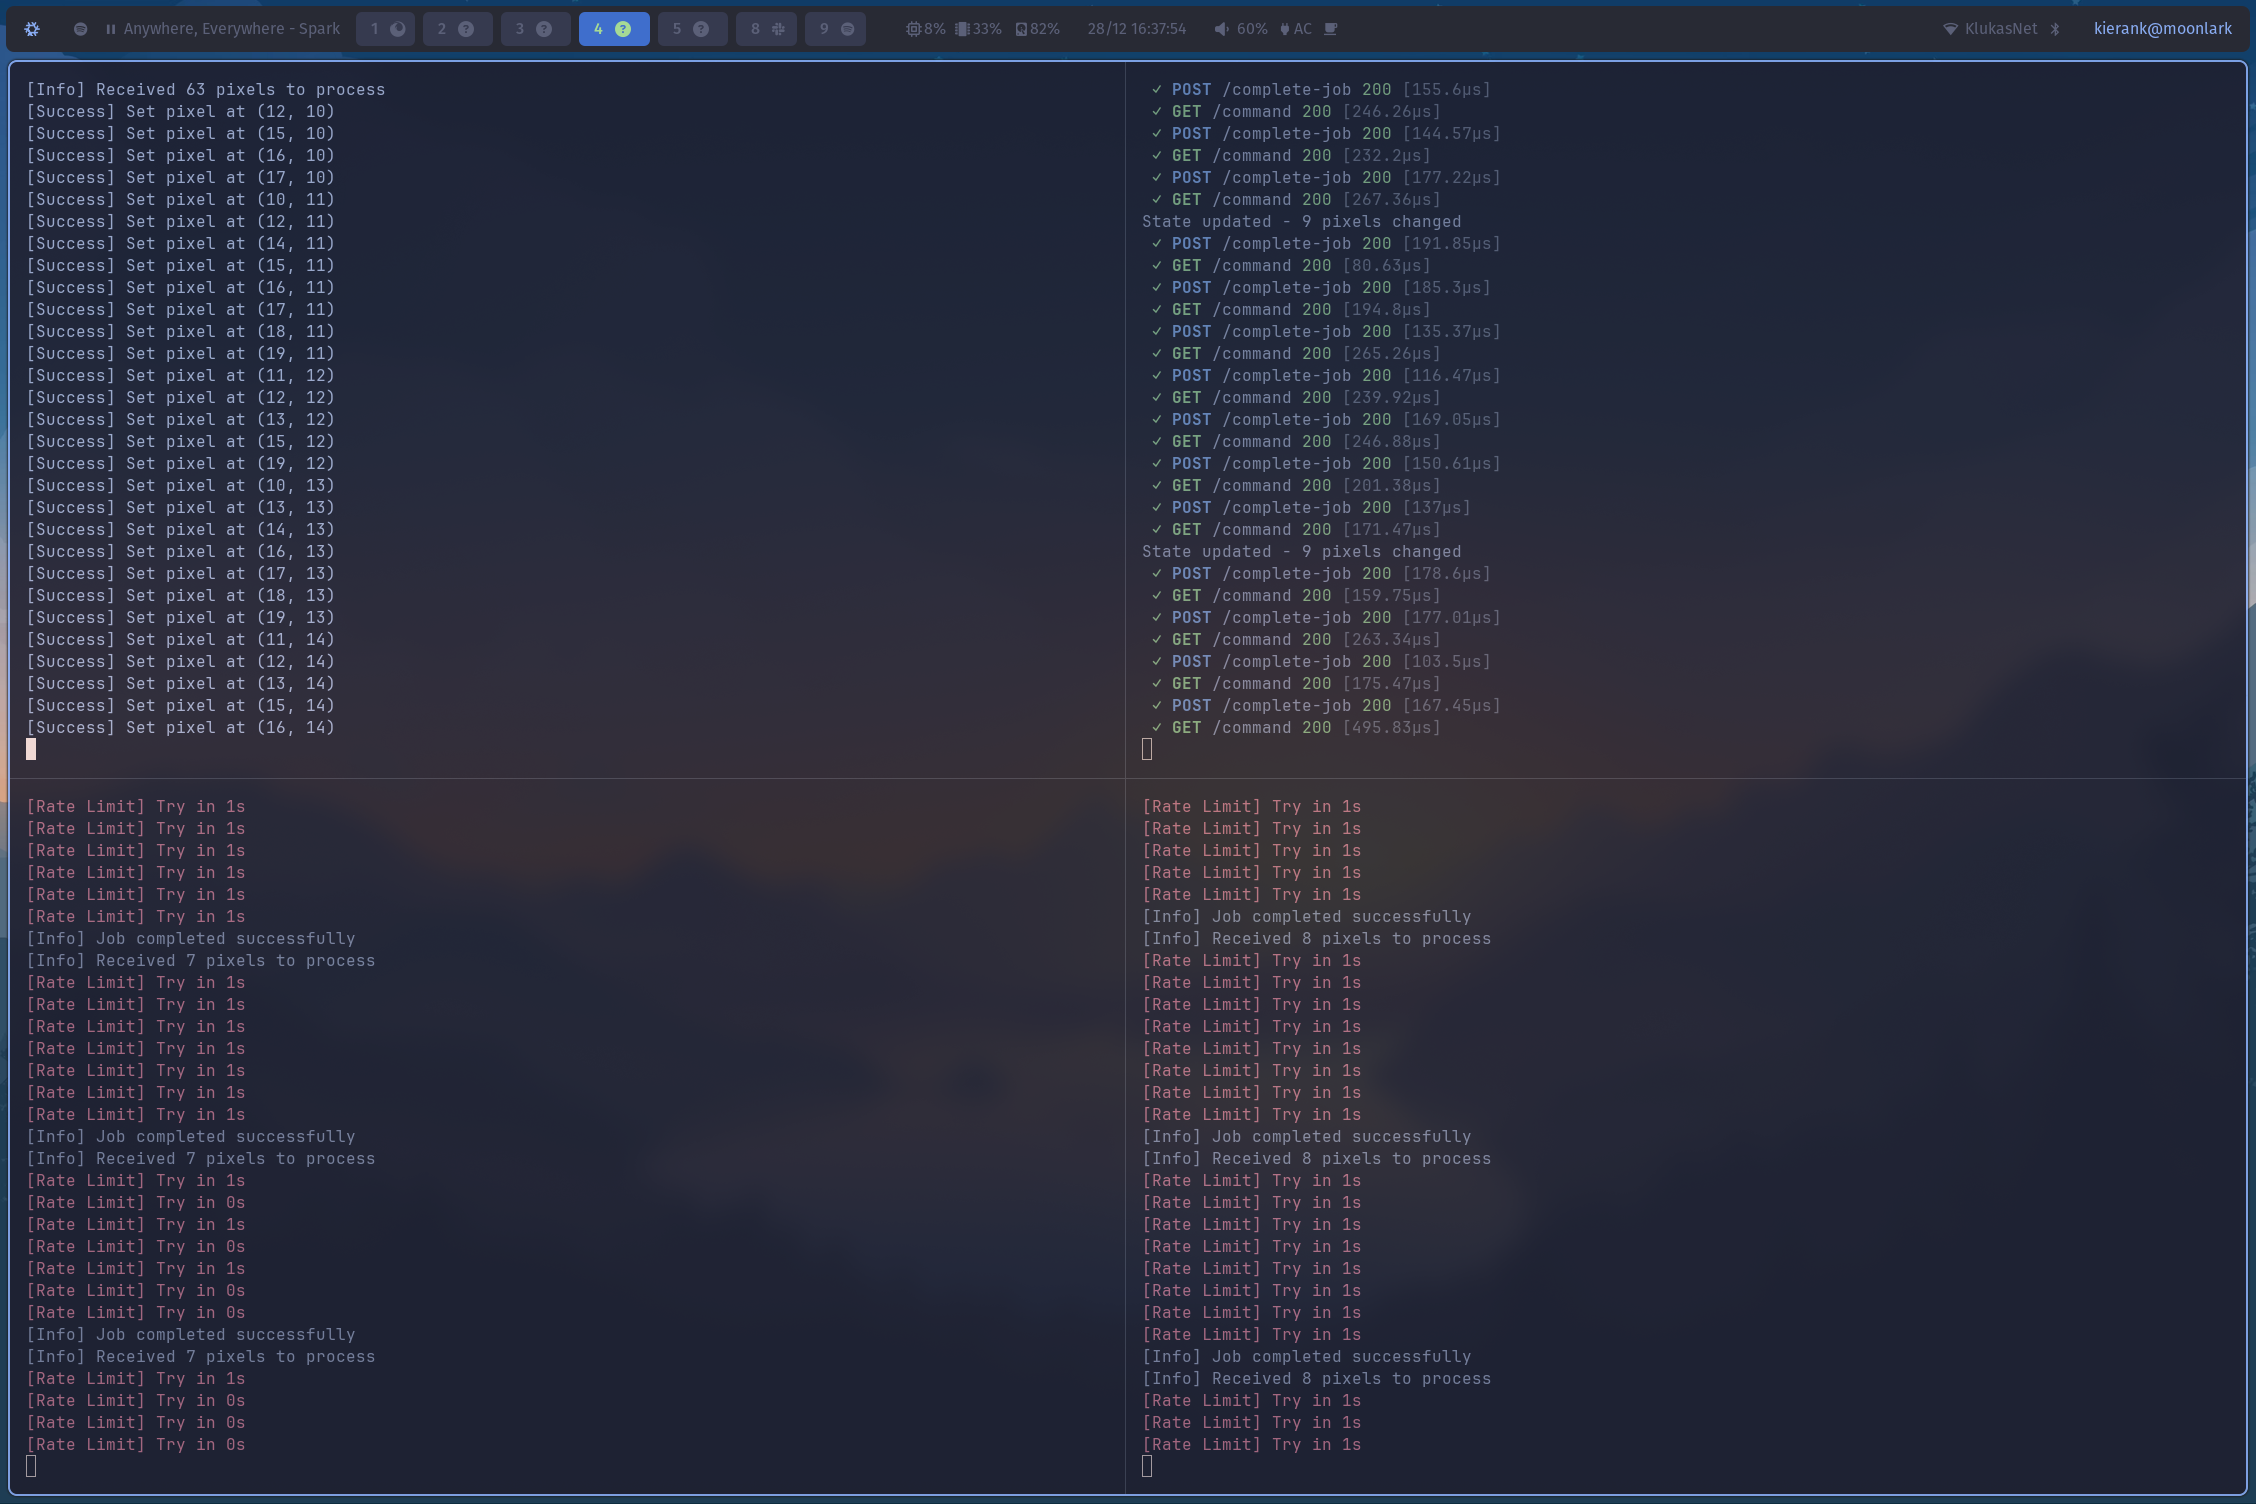 Anywhere, Everywhere - Spark 1 2 ? 3 ? 4 ? 5 ? 8 9 8% 33% 82% 28/12 16:37:54 60% AC KlukasNet kierank@moonlark
[Info] Received 63 pixels to process
[Success] Set pixel at (12, 10)
[Success] Set pixel at (15, 10)
[Success] Set pixel at (16, 10)
[Success] Set pixel at (17, 10)
[Success] Set pixel at (10, 11)
[Success] Set pixel at (12, 11)
[Success] Set pixel at (14, 11)
[Success] Set pixel at (15, 11)
[Success] Set pixel at (16, 11)
[Success] Set pixel at (17, 11)
[Success] Set pixel at (18, 11)
[Success] Set pixel at (19, 11)
[Success] Set pixel at (11, 12)
[Success] Set pixel at (12, 12)
[Success] Set pixel at (13, 12)
[Success] Set pixel at (15, 12)
[Success] Set pixel at (19, 12)
[Success] Set pixel at (10, 13)
[Success] Set pixel at (13, 13)
[Success] Set pixel at (14, 13)
[Success] Set pixel at (16, 13)
[Success] Set pixel at (17, 13)
[Success] Set pixel at (18, 13)
[Success] Set pixel at (19, 13)
[Success] Set pixel at (11, 14)
[Success] Set pixel at (12, 14)
[Success] Set pixel at (13, 14)
[Success] Set pixel at (15, 14)
[Success] Set pixel at (16, 14)
✓ POST /complete-job 200 [155.6µs]
✓ GET /command 200 [246.26µs]
✓ POST /complete-job 200 [144.57µs]
✓ GET /command 200 [232.2µs]
✓ POST /complete-job 200 [177.22µs]
✓ GET /command 200 [267.36µs]
State updated - 9 pixels changed
✓ POST /complete-job 200 [191.85µs]
✓ GET /command 200 [80.63µs]
✓ POST /complete-job 200 [185.3µs]
✓ GET /command 200 [194.8µs]
✓ POST /complete-job 200 [135.37µs]
✓ GET /command 200 [265.26µs]
✓ POST /complete-job 200 [116.47µs]
✓ GET /command 200 [239.92µs]
✓ POST /complete-job 200 [169.05µs]
✓ GET /command 200 [246.88µs]
✓ POST /complete-job 200 [150.61µs]
✓ GET /command 200 [201.38µs]
✓ POST /complete-job 200 [137µs]
✓ GET /command 200 [171.47µs]
State updated - 9 pixels changed
✓ POST /complete-job 200 [178.6µs]
✓ GET /command 200 [159.75µs]
✓ POST /complete-job 200 [177.01µs]
✓ GET /command 200 [263.34µs]
✓ POST /complete-job 200 [103.5µs]
✓ GET /command 200 [175.47µs]
✓ POST /complete-job 200 [167.45µs]
✓ GET /command 200 [495.83µs]
[Rate Limit] Try in 1s
[Rate Limit] Try in 1s
[Rate Limit] Try in 1s
[Rate Limit] Try in 1s
[Rate Limit] Try in 1s
[Rate Limit] Try in 1s
[Info] Job completed successfully
[Info] Received 7 pixels to process
[Rate Limit] Try in 1s
[Rate Limit] Try in 1s
[Rate Limit] Try in 1s
[Rate Limit] Try in 1s
[Rate Limit] Try in 1s
[Rate Limit] Try in 1s
[Rate Limit] Try in 1s
[Info] Job completed successfully
[Info] Received 7 pixels to process
[Rate Limit] Try in 1s
[Rate Limit] Try in 0s
[Rate Limit] Try in 1s
[Rate Limit] Try in 0s
[Rate Limit] Try in 1s
[Rate Limit] Try in 0s
[Rate Limit] Try in 0s
[Info] Job completed successfully
[Info] Received 7 pixels to process
[Rate Limit] Try in 1s
[Rate Limit] Try in 0s
[Rate Limit] Try in 0s
[Rate Limit] Try in 0s
[Rate Limit] Try in 1s
[Rate Limit] Try in 1s
[Rate Limit] Try in 1s
[Rate Limit] Try in 1s
[Rate Limit] Try in 1s
[Info] Job completed successfully
[Info] Received 8 pixels to process
[Rate Limit] Try in 1s
[Rate Limit] Try in 1s
[Rate Limit] Try in 1s
[Rate Limit] Try in 1s
[Rate Limit] Try in 1s
[Rate Limit] Try in 1s
[Rate Limit] Try in 1s
[Rate Limit] Try in 1s
[Info] Job completed successfully
[Info] Received 8 pixels to process
[Rate Limit] Try in 1s
[Rate Limit] Try in 1s
[Rate Limit] Try in 1s
[Rate Limit] Try in 1s
[Rate Limit] Try in 1s
[Rate Limit] Try in 1s
[Rate Limit] Try in 1s
[Rate Limit] Try in 1s
[Info] Job completed successfully
[Info] Received 8 pixels to process
[Rate Limit] Try in 1s
[Rate Limit] Try in 1s
[Rate Limit] Try in 1s